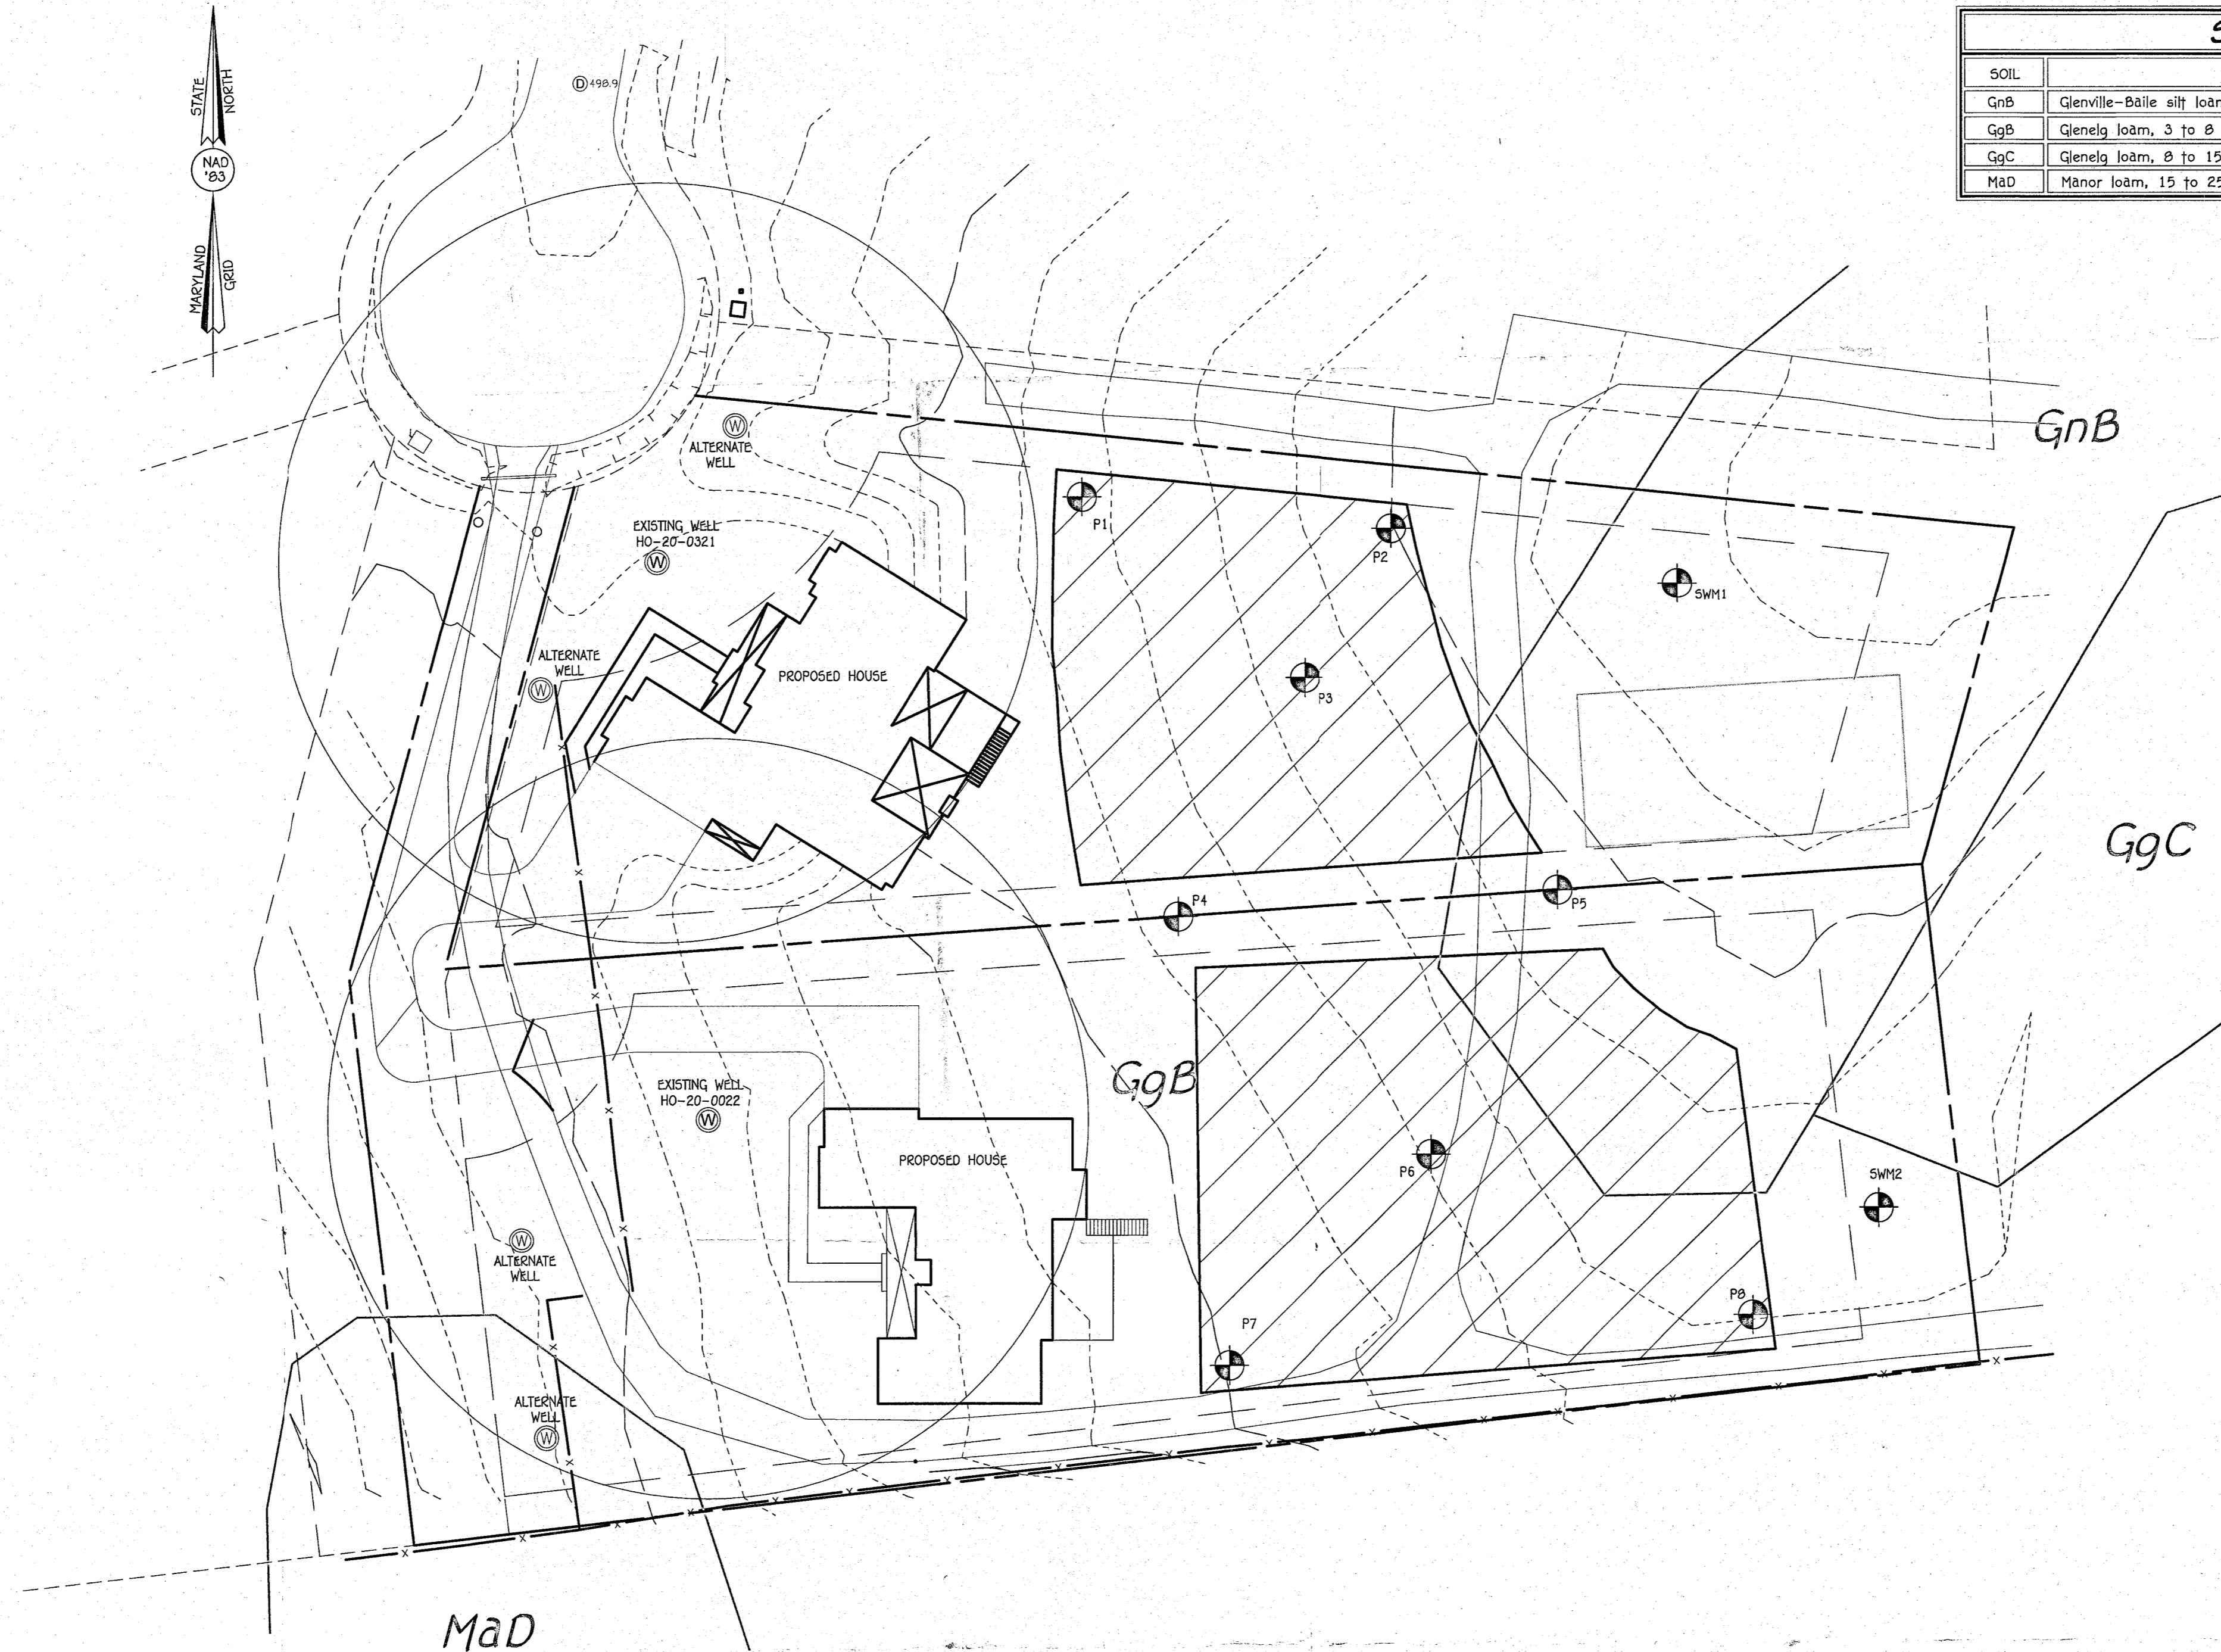 STATE
NORTH
NAD
'83
MARYLAND
GRID
D 498.9
SOIL
GnB Glenville-Baile silt loam
GgB Glenelg loam, 3 to 8
GgC Glenelg loam, 8 to 15
MaD Manor loam, 15 to 25
W
ALTERNATE
WELL
GnB
P1
P2
EXISTING WELL
HO-20-0321
W
SWM1
ALTERNATE
WELL
W
PROPOSED HOUSE
P3
GgC
P4
P5
GgB
EXISTING WELL
HO-20-0022
W
PROPOSED HOUSE
P6
SWM2
W
ALTERNATE
WELL
P8
P7
ALTERNATE
WELL
W
MaD